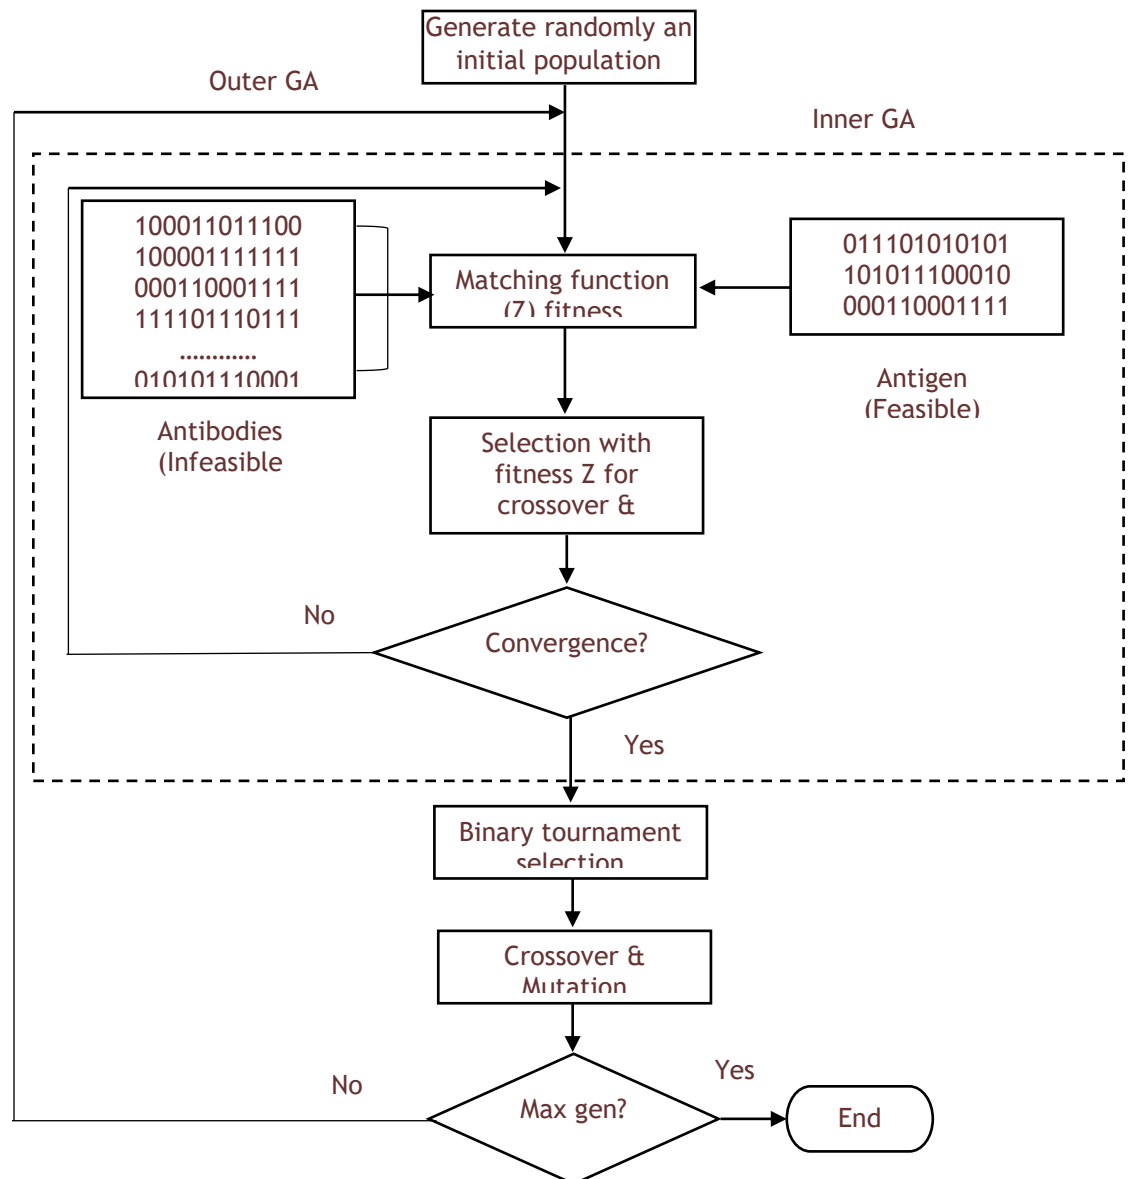 Generate randomly an
initial population
Outer GA
Inner GA
100011011100
100001111111
000110001111
111101110111
............
010101110001
Antibodies
(Infeasible
Matching function
(Z) fitness
011101010101
101011100010
000110001111
Antigen
(Feasible)
Selection with
fitness Z for
crossover &
No
Convergence?
Yes
Binary tournament
selection
Crossover &
Mutation
No
Max gen?
Yes
End